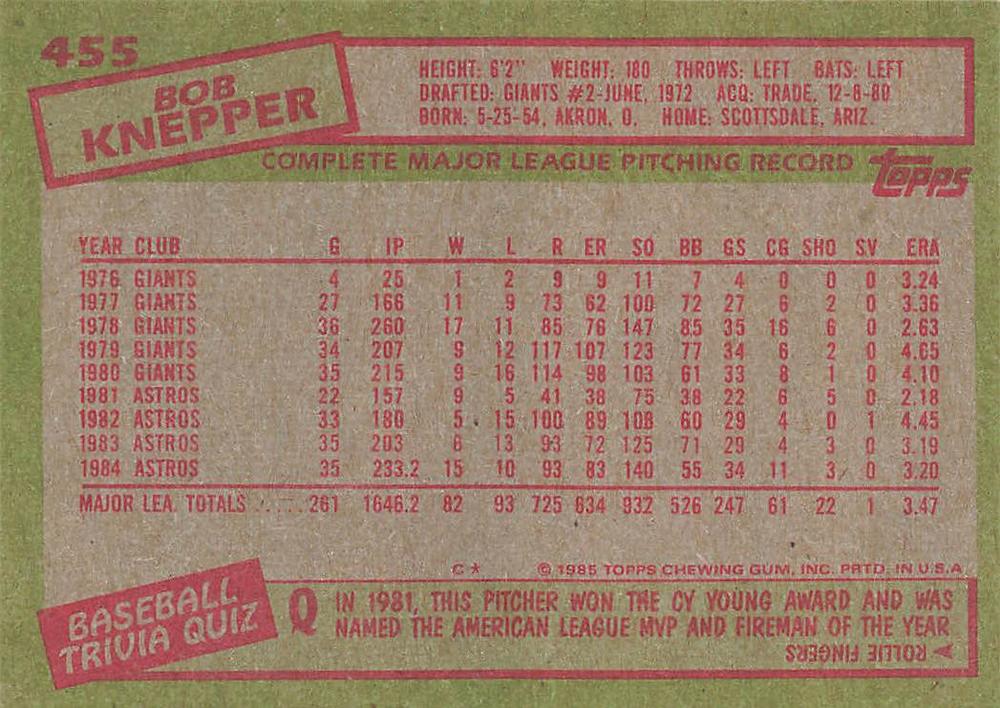 455
BOB
KNEPPER
HEIGHT: 6'2" WEIGHT: 180 THROWS: LEFT BATS: LEFT
DRAFTED: GIANTS #2-JUNE, 1972 ACQ: TRADE, 12-8-80
BORN: 5-25-54, AKRON, O. HOME: SCOTTSDALE, ARIZ.
COMPLETE MAJOR LEAGUE PITCHING RECORD
Topps
YEAR CLUB G IP W L R ER SO BB GS CG SHO SV ERA
1976 GIANTS 4 25 1 2 9 9 11 7 4 0 0 0 3.24
1977 GIANTS 27 166 11 9 73 62 100 72 27 6 2 0 3.36
1978 GIANTS 36 260 17 11 85 76 147 85 35 16 6 0 2.63
1979 GIANTS 34 207 9 12 117 107 123 77 34 6 2 0 4.65
1980 GIANTS 35 215 9 16 114 98 103 61 33 8 1 0 4.10
1981 ASTROS 22 157 9 5 41 38 75 38 22 6 5 0 2.18
1982 ASTROS 33 180 5 15 100 89 108 60 29 4 0 1 4.45
1983 ASTROS 35 203 6 13 93 72 125 71 29 4 3 0 3.19
1984 ASTROS 35 233.2 15 10 93 83 140 55 34 11 3 0 3.20
MAJOR LEA. TOTALS ...... 261 1646.2 82 93 725 634 932 526 247 61 22 1 3.47
C* © 1985 TOPPS CHEWING GUM, INC. PRTD. IN U.S.A.
BASEBALL
TRIVIA QUIZ
Q IN 1981, THIS PITCHER WON THE CY YOUNG AWARD AND WAS
NAMED THE AMERICAN LEAGUE MVP AND FIREMAN OF THE YEAR
A ROLLIE FINGERS